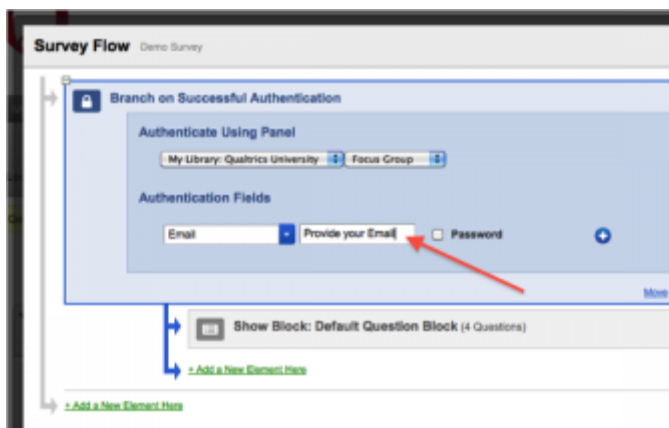 Survey Flow Demo Survey
Branch on Successful Authentication
Authenticate Using Panel
My Library: Qualtrics University Focus Group
Authentication Fields
Email Provide your Email Password
Move
Show Block: Default Question Block (4 Questions)
+ Add a New Element Here
+ Add a New Element Here